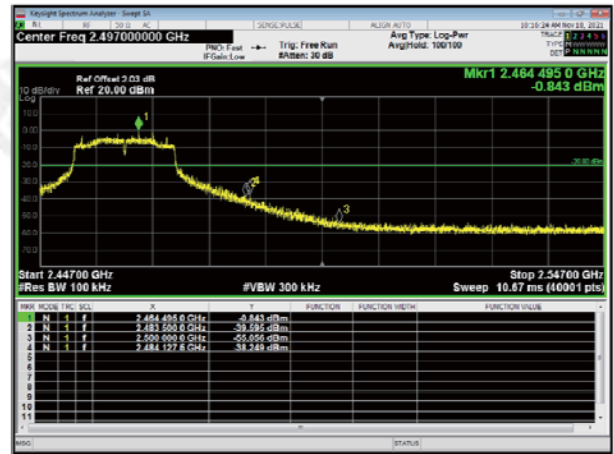 Keysight Spectrum Analyzer - Swept SA
RL RF 50 Ω AC SENSE:PULSE ALIGN AUTO 10:16:24 AM Nov 10, 2021
Center Freq 2.497000000 GHz
PNO: Fast
IFGain:Low
Trig: Free Run
#Atten: 30 dB
Avg Type: Log-Pwr
Avg|Hold: 100/100
TRACE 1 2 3 4 5 6
TYPE MWWWWW
DET P N N N N N
Ref Offset 2.03 dB
Ref 20.00 dBm
10 dB/div
Log
Mkr1 2.464 495 0 GHz
-0.843 dBm
10.0
0.00
-10.0
-20.0
-30.0
-40.0
-50.0
-60.0
-70.0
1
3
Start 2.44700 GHz
#Res BW 100 kHz
#VBW 300 kHz
Stop 2.54700 GHz
Sweep 10.67 ms (40001 pts)
MKR MODE TRC SCL X Y FUNCTION FUNCTION WIDTH FUNCTION VALUE
1 N 1 f 2.464 495 0 GHz -0.843 dBm
2 N 1 f 2.483 500 0 GHz -39.595 dBm
3 N 1 f 2.500 000 0 GHz -55.056 dBm
4 N 1 f 2.484 127 5 GHz -38.249 dBm
5
6
7
8
9
10
11
MSG STATUS